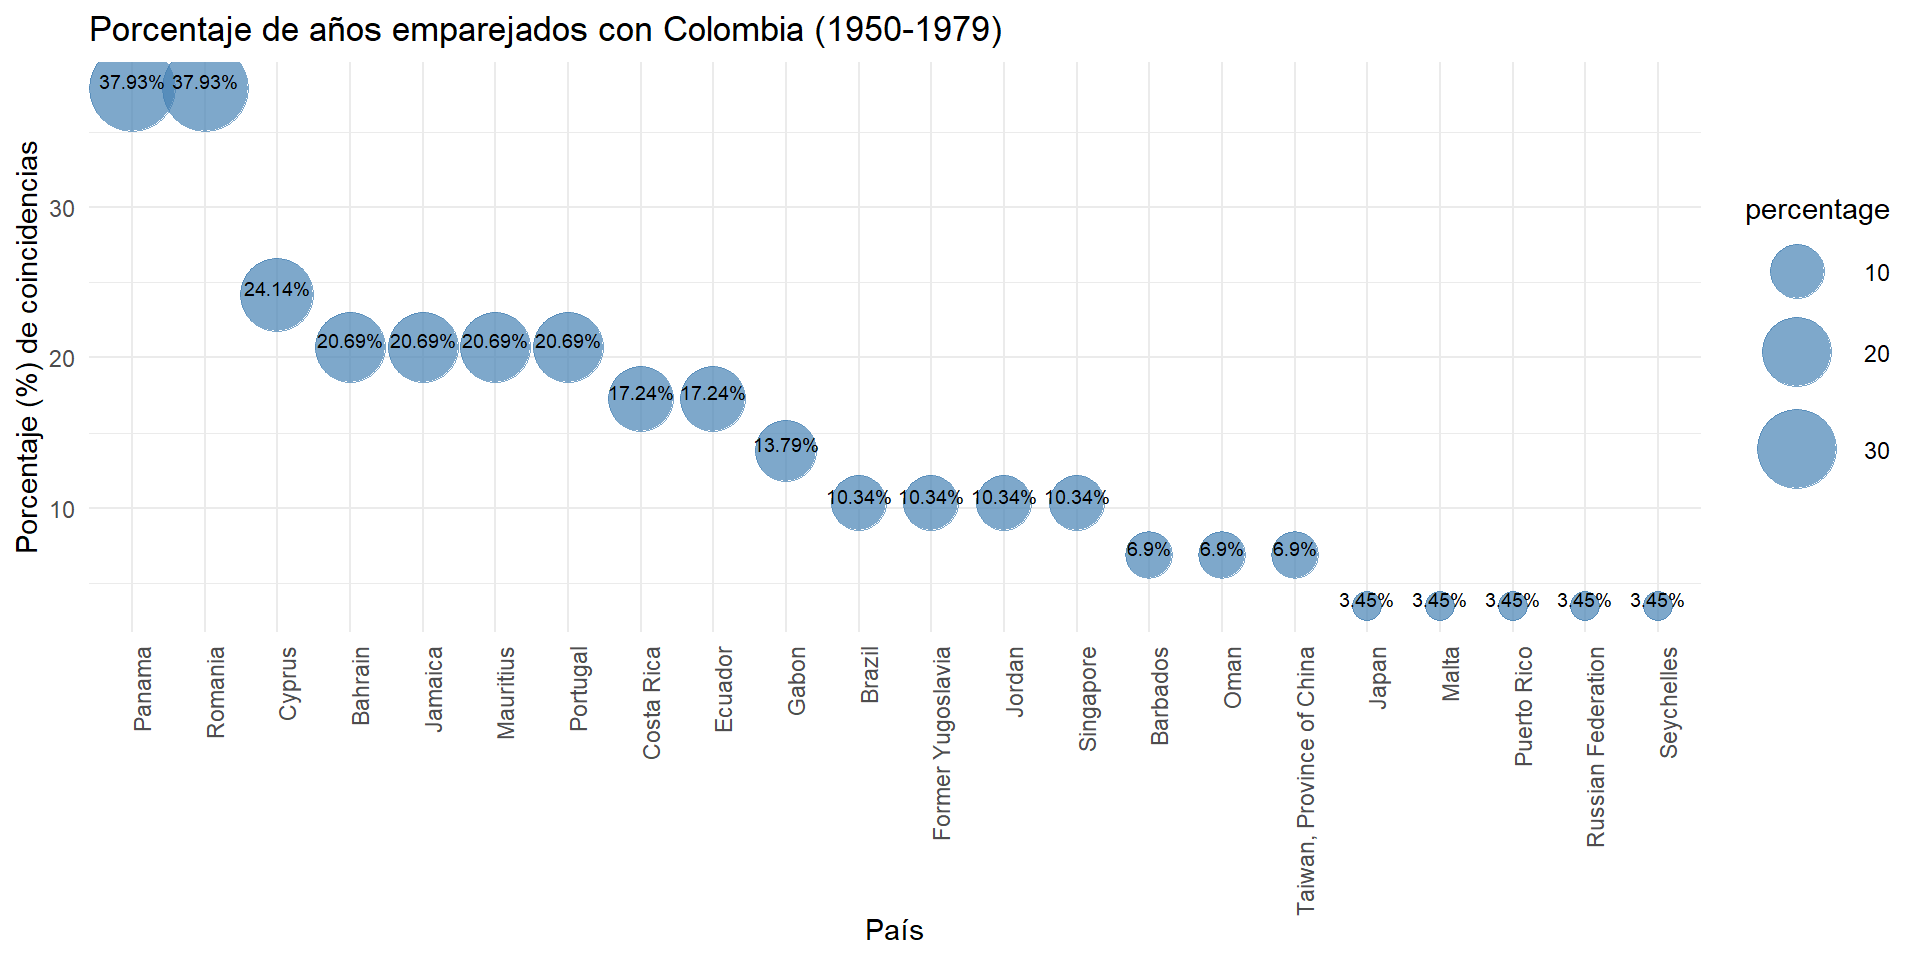 Porcentaje de años emparejados con Colombia (1950-1979)
Porcentaje (%) de coincidencias
30
20
10
37.93%
37.93%
24.14%
20.69%
20.69%
20.69%
20.69%
17.24%
17.24%
13.79%
10.34%
10.34%
10.34%
10.34%
6.9%
6.9%
6.9%
3.45%
3.45%
3.45%
3.45%
3.45%
Panama
Romania
Cyprus
Bahrain
Jamaica
Mauritius
Portugal
Costa Rica
Ecuador
Gabon
Brazil
Former Yugoslavia
Jordan
Singapore
Barbados
Oman
Taiwan, Province of China
Japan
Malta
Puerto Rico
Russian Federation
Seychelles
País
percentage
10
20
30